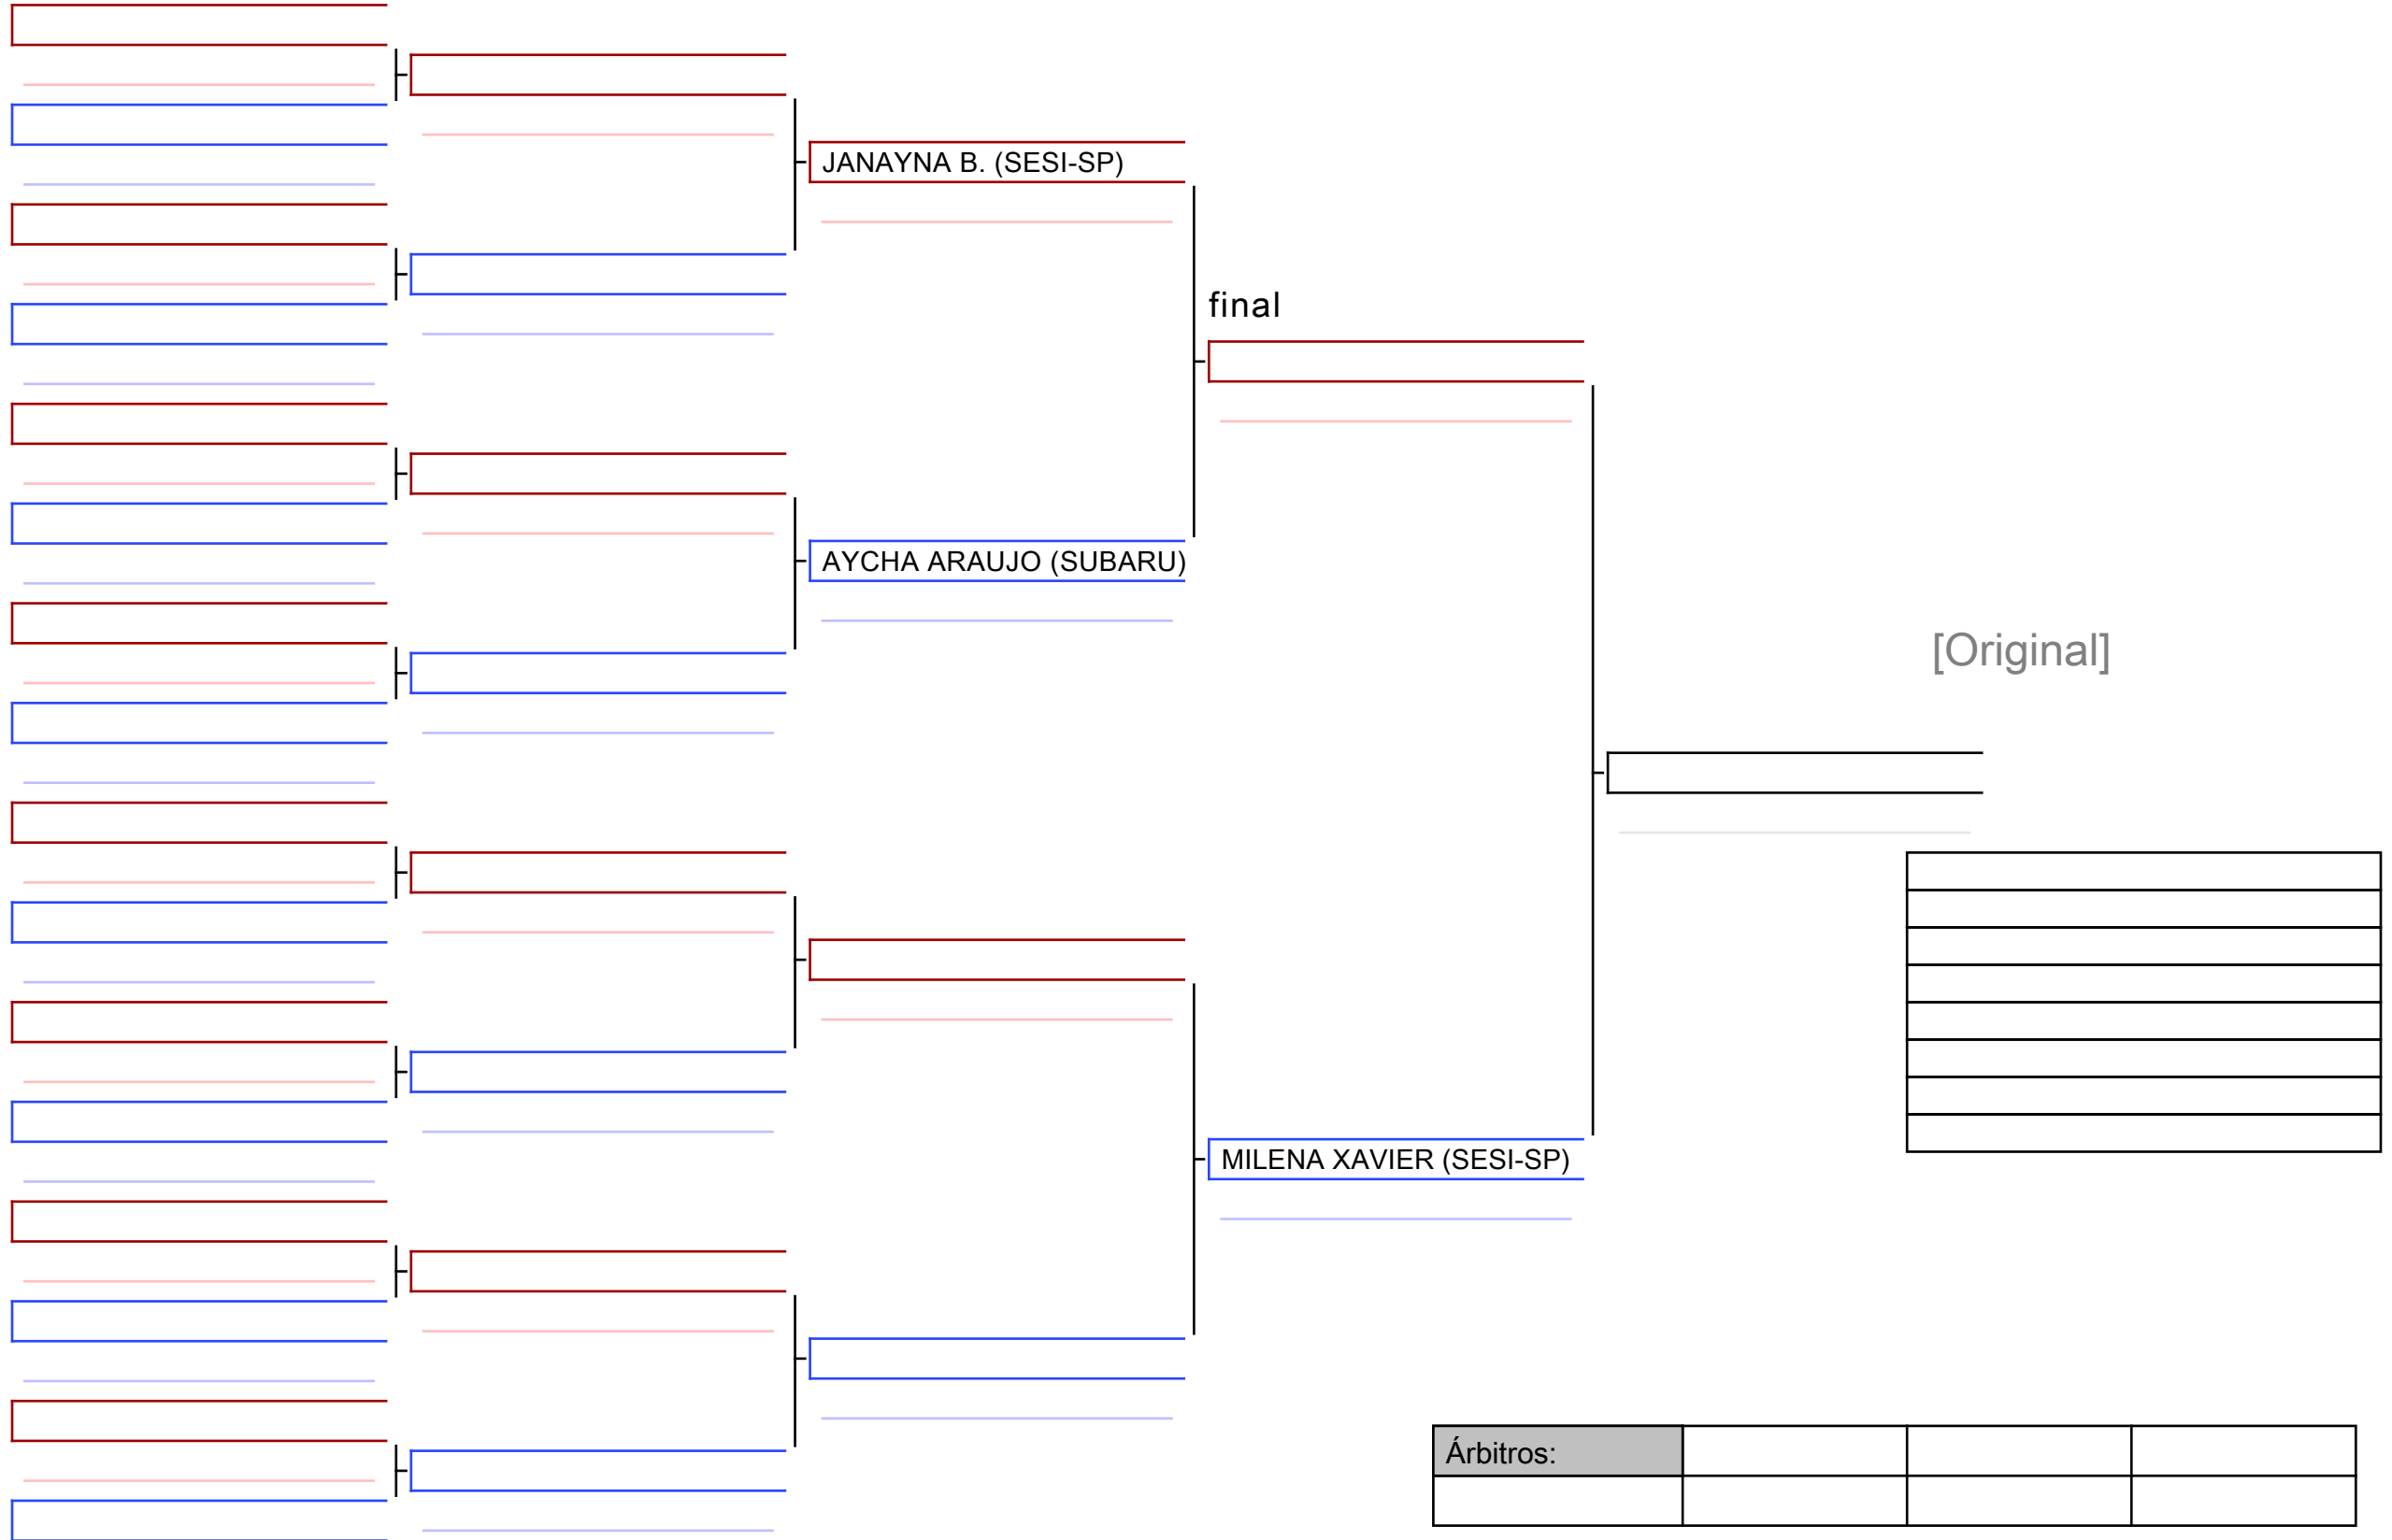 JANAYNA B. (SESI-SP)
final
AYCHA ARAUJO (SUBARU)
[Original]
MILENA XAVIER (SESI-SP)
Árbitros: